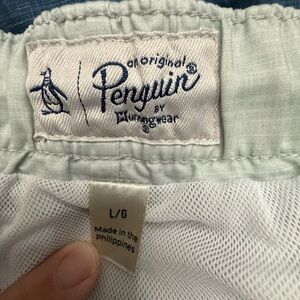 an original
Penguin®
BY
Munsingwear
®
L/G
Made in the
Philippines